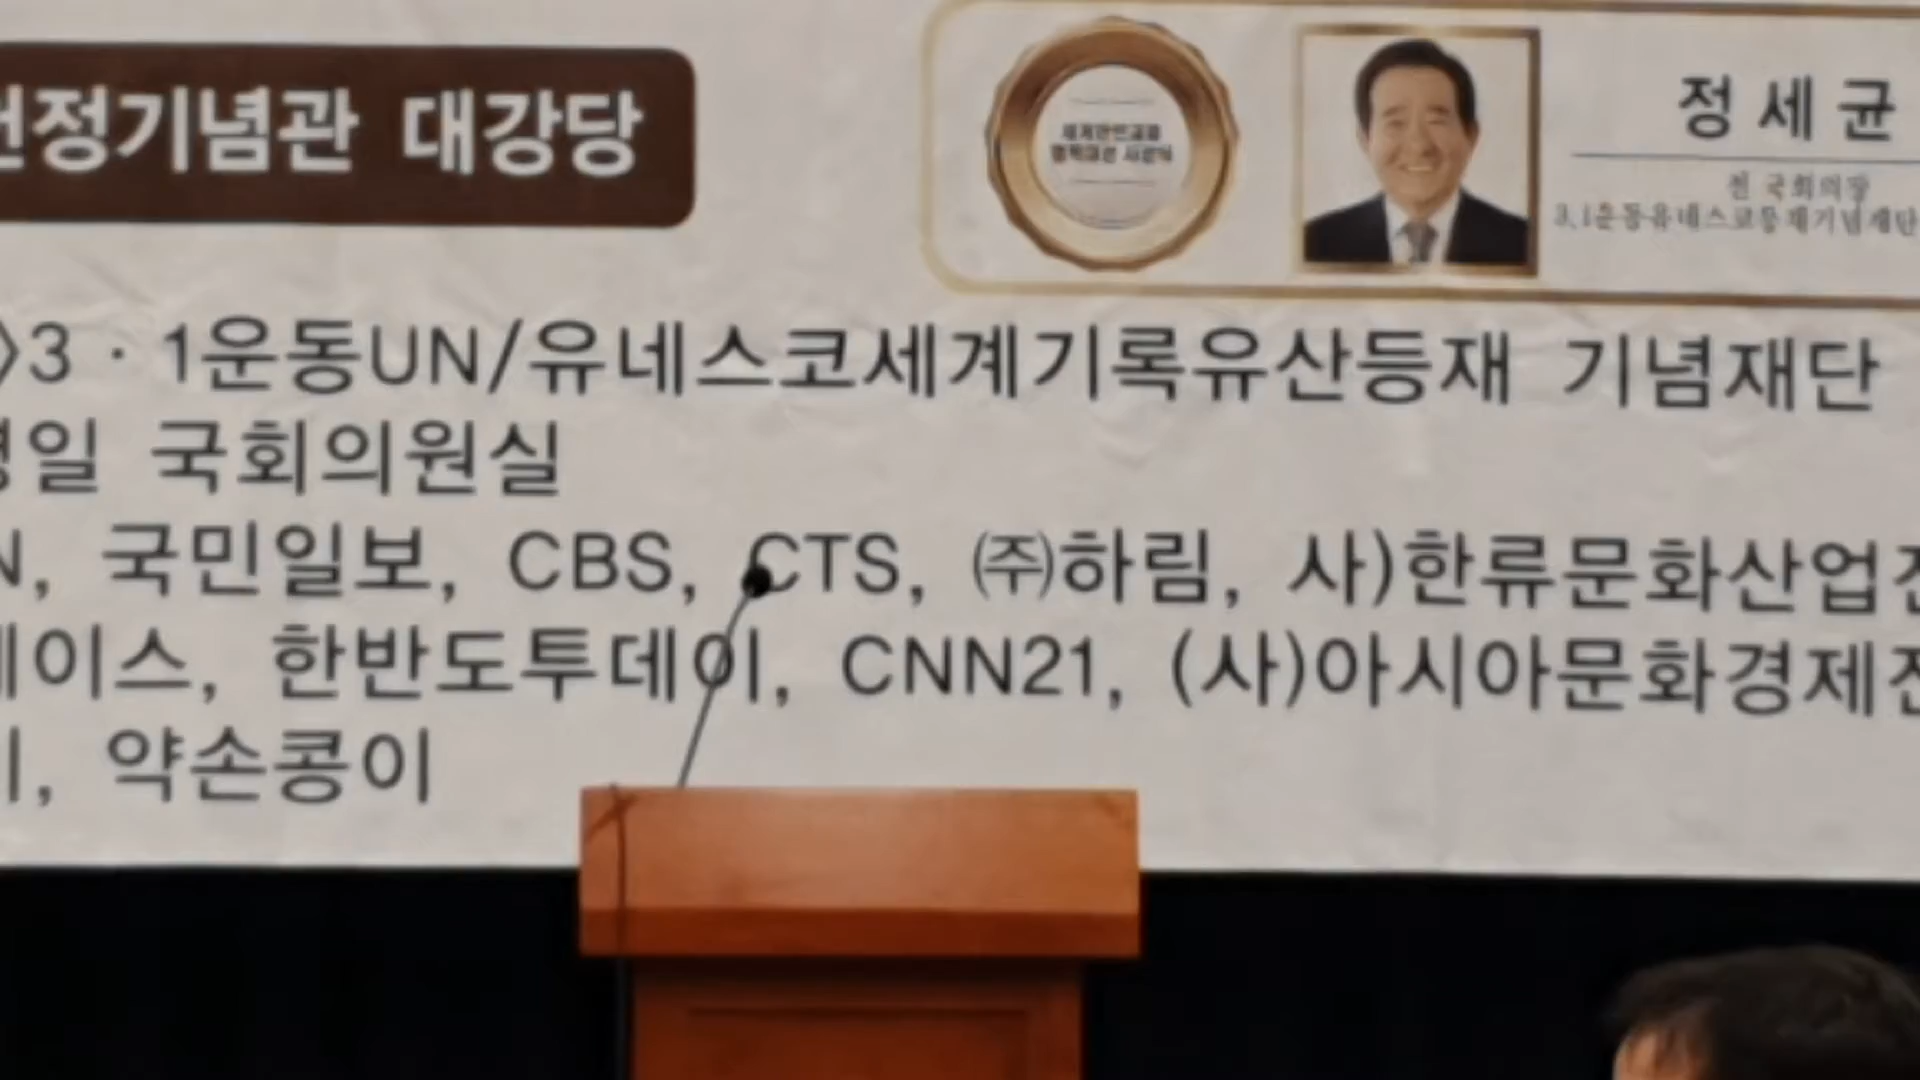 헌정기념관 대강당
정세균
전 국회의장
3.1운동유네스코등재기념재단
3·1운동UN/유네스코세계기록유산등재 기념재단
일 국회의원실
국민일보, CBS, CTS, ㈜하림, 사)한류문화산업
이스, 한반도투데이, CNN21, (사)아시아문화경제
약손콩이